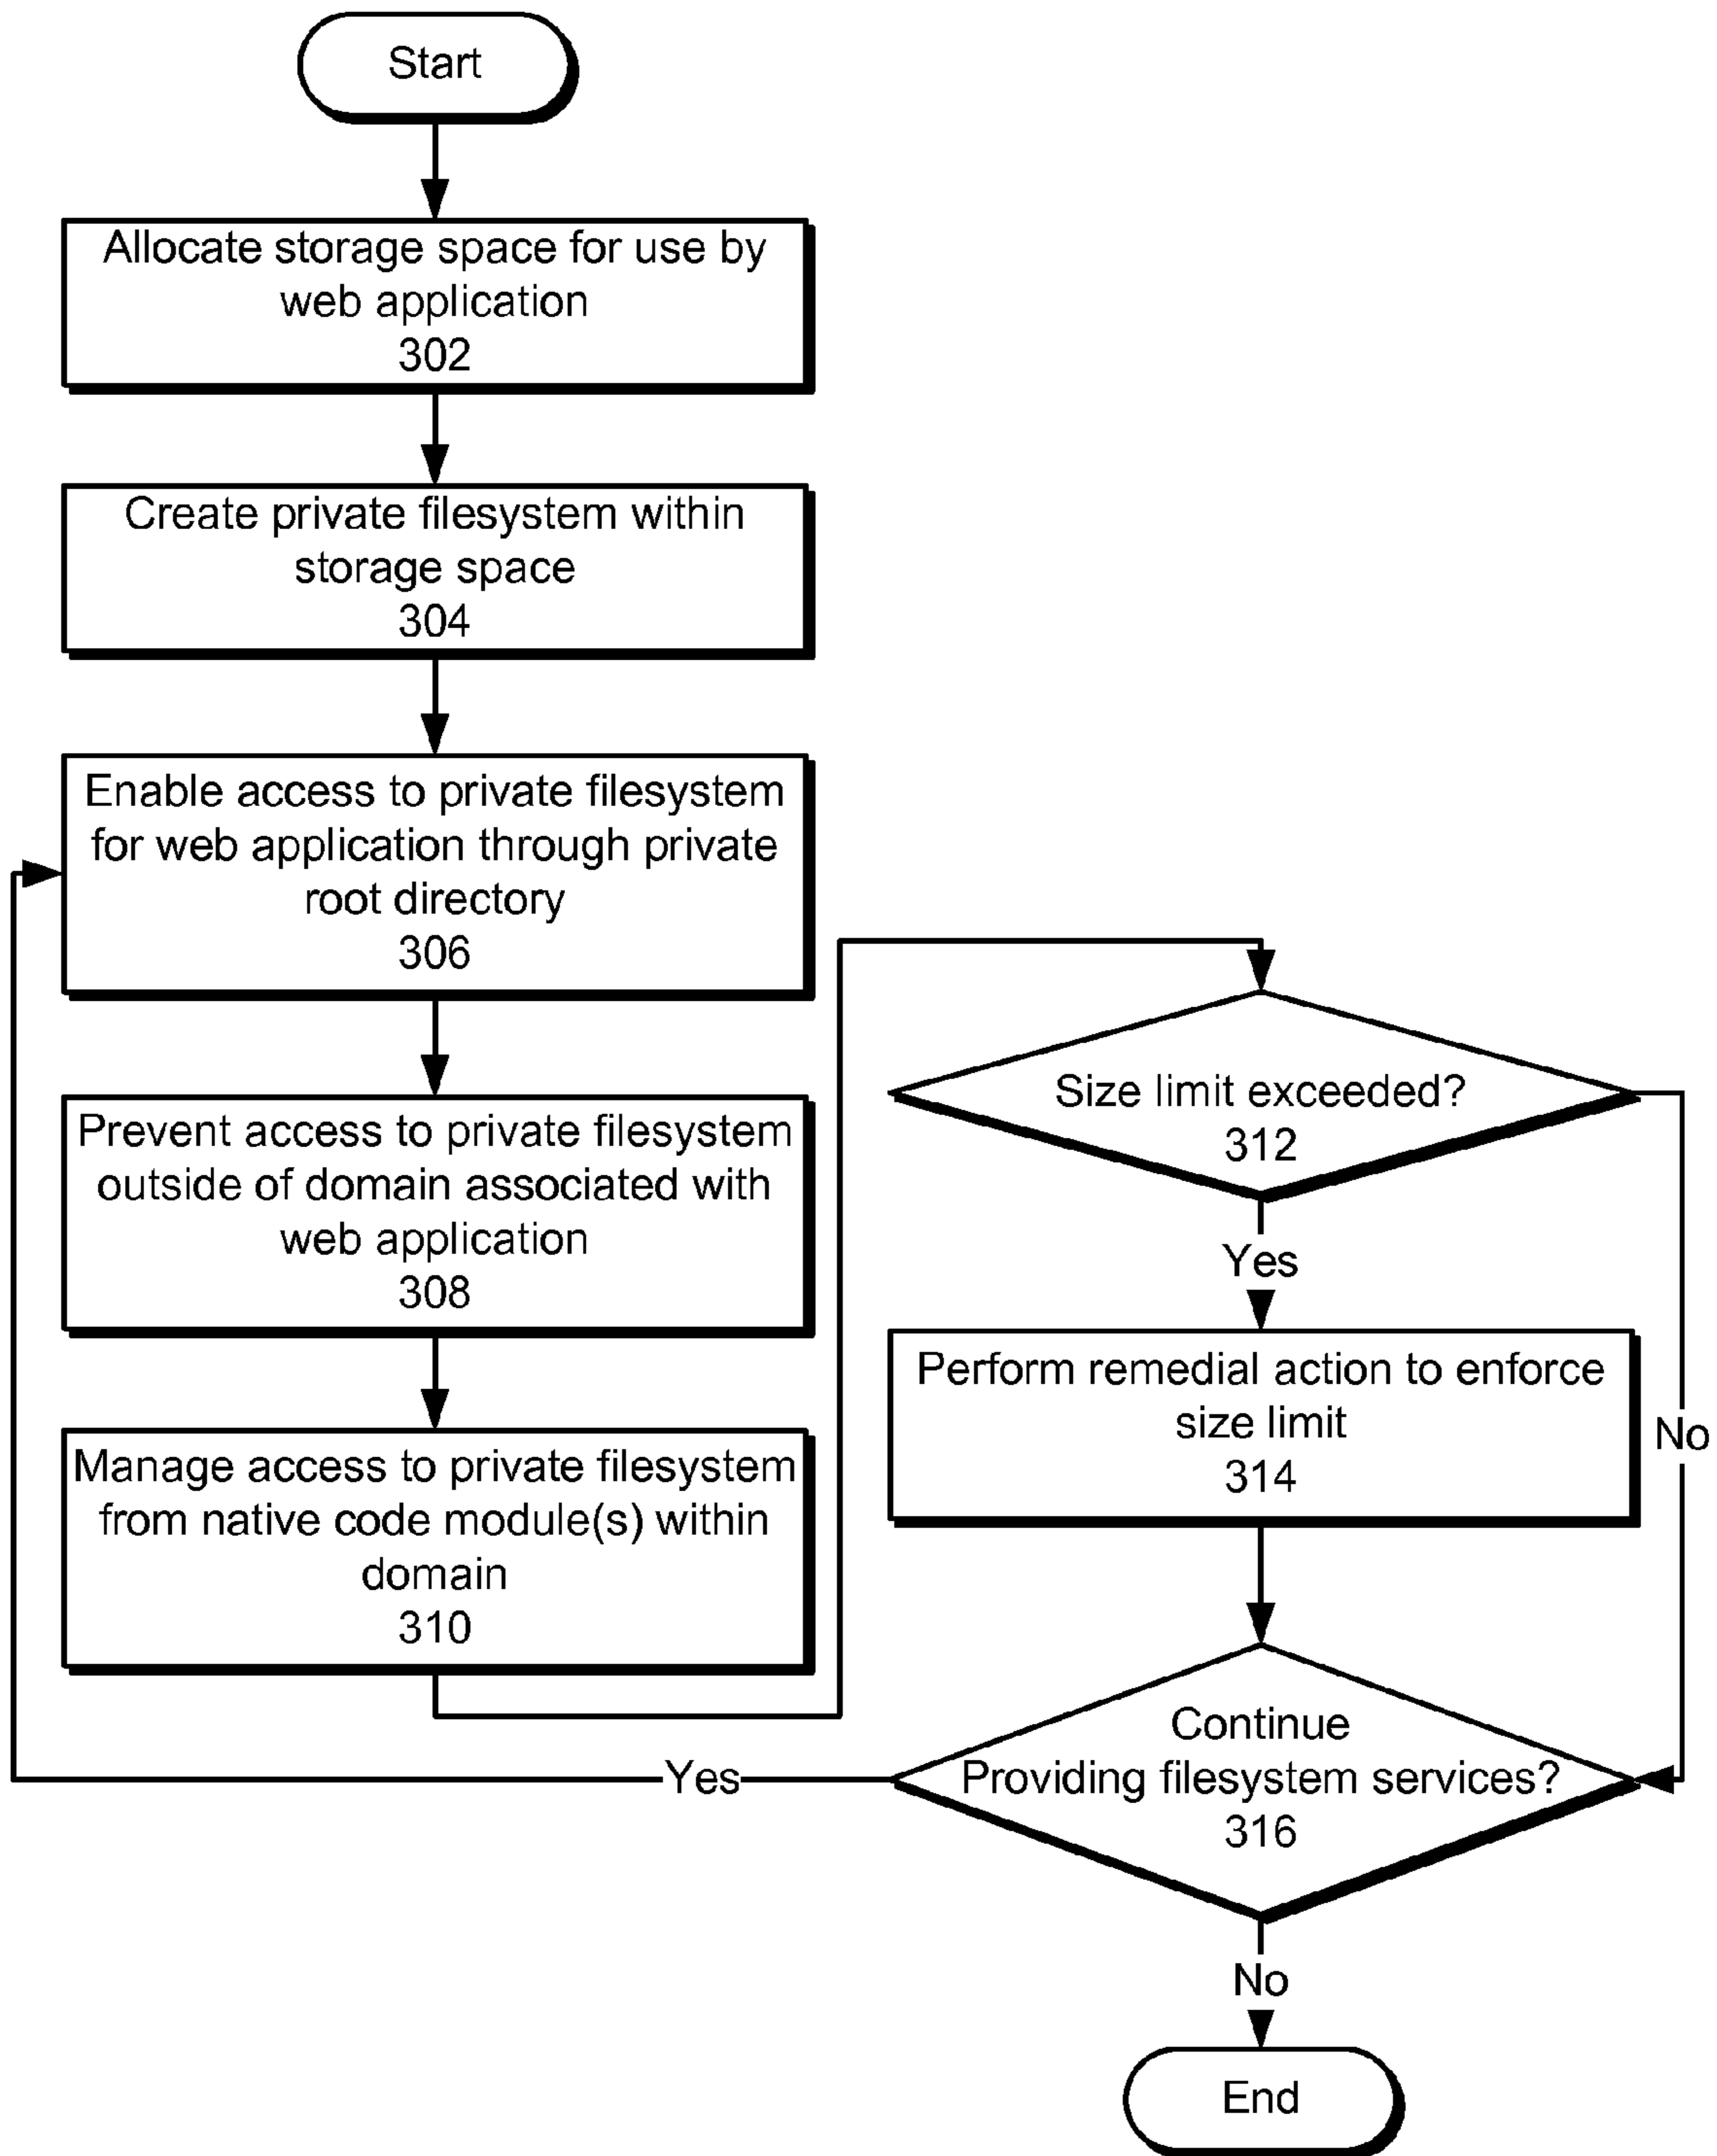 Start
Allocate storage space for use by
web application
302
Create private filesystem within
storage space
304
Enable access to private filesystem
for web application through private
root directory
306
Prevent access to private filesystem
outside of domain associated with
web application
308
Manage access to private filesystem
from native code module(s) within
domain
310
Size limit exceeded?
312
Yes
No
Perform remedial action to enforce
size limit
314
Continue
Providing filesystem services?
316
Yes
No
End